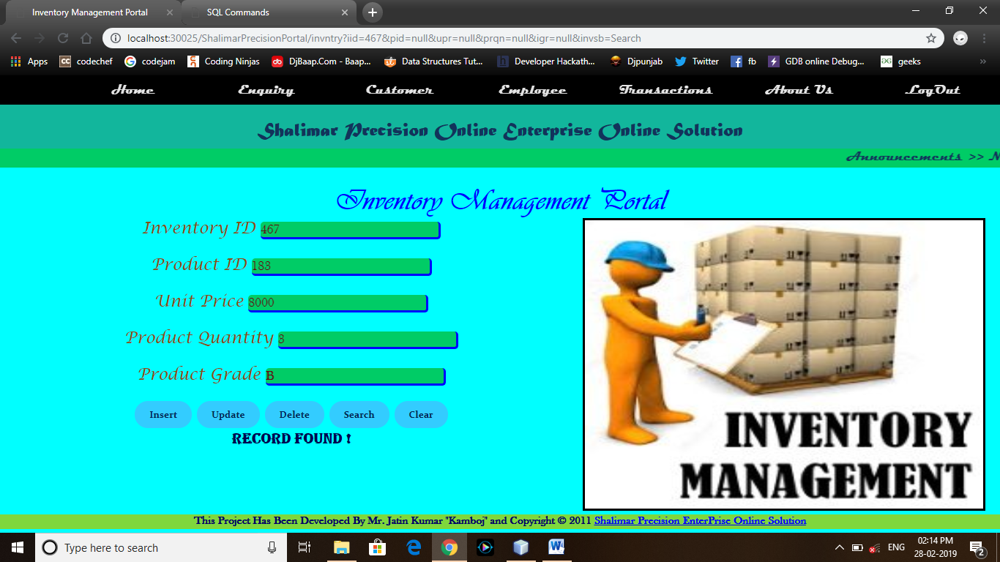 Inventory Management Portal
SQL Commands
localhost:30025/ShalimarPrecisionPortal/invntry?iid=467&pid=null&upr=null&prqn=null&igr=null&invsb=Search
Apps codechef codejam Coding Ninjas DjBaap.Com - Baap... Data Structures Tut... Developer Hackath... Djpunjab Twitter fb GDB online Debug... geeks »
Home Enquiry Customer Employee Transactions About Us LogOut
Shalimar Precision Online Enterprise Online Solution
Announcements >> N
Inventory Management Portal
Inventory ID 467
Product ID 183
Unit Price 8000
Product Quantity 3
Product Grade B
Insert Update Delete Search Clear
RECORD FOUND !
INVENTORY
MANAGEMENT
This Project Has Been Developed By Mr. Jatin Kumar "Kamboj" and Copyright © 2011 Shalimar Precision EnterPrise Online Solution
Type here to search
ENG
02:14 PM
28-02-2019
2